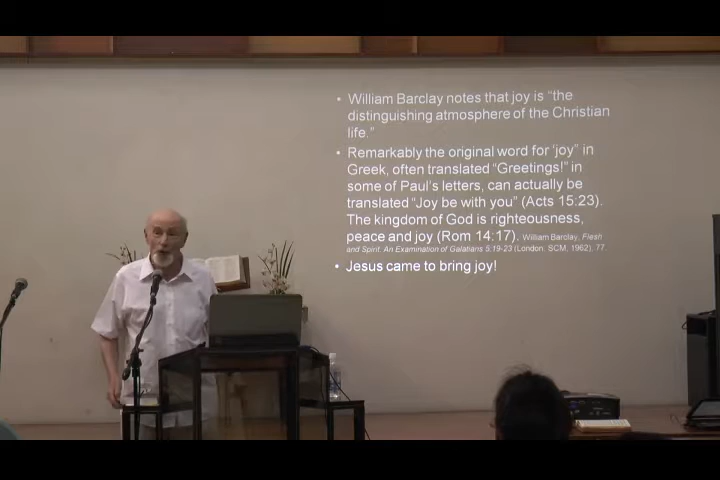 • William Barclay notes that joy is “the
distinguishing atmosphere of the Christian
life.”
• Remarkably the original word for ‘joy” in
Greek, often translated “Greetings!” in
some of Paul’s letters, can actually be
translated “Joy be with you” (Acts 15:23).
The kingdom of God is righteousness,
peace and joy (Rom 14:17). William Barclay, Flesh
and Spirit: An Examination of Galatians 5:19-23 (London: SCM, 1962), 77.
• Jesus came to bring joy!